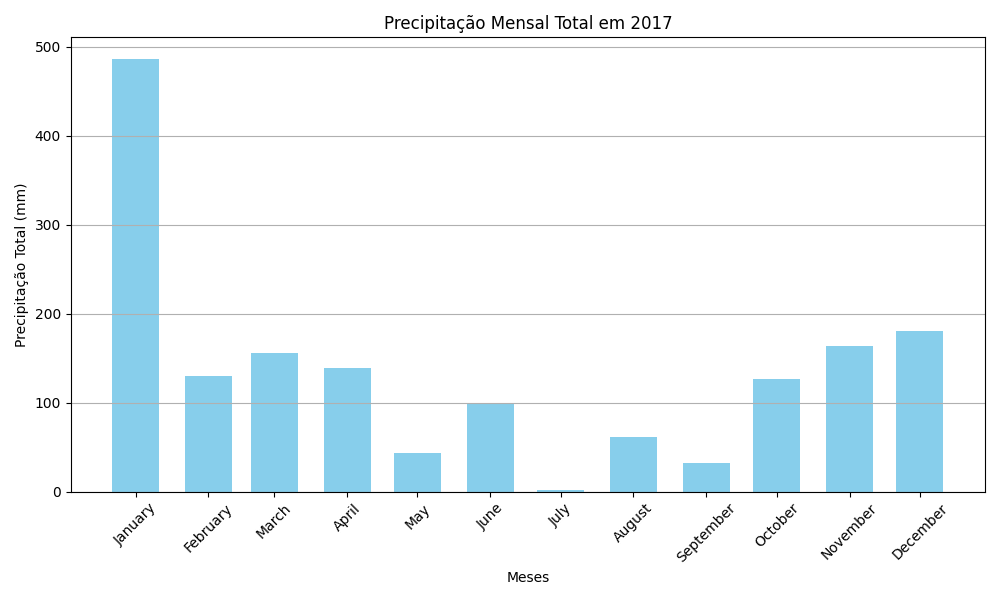 Precipitação Mensal Total em 2017
Precipitação Total (mm)
500
400
300
200
100
0
January
February
March
April
May
June
July
August
September
October
November
December
Meses